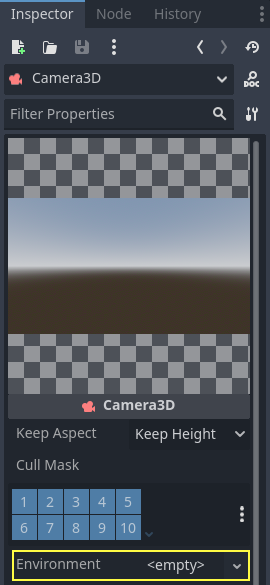 Inspector Node History
Camera3D DOC
Filter Properties
Camera3D
Keep Aspect Keep Height
Cull Mask
1 2 3 4 5
6 7 8 9 10
Environment <empty>